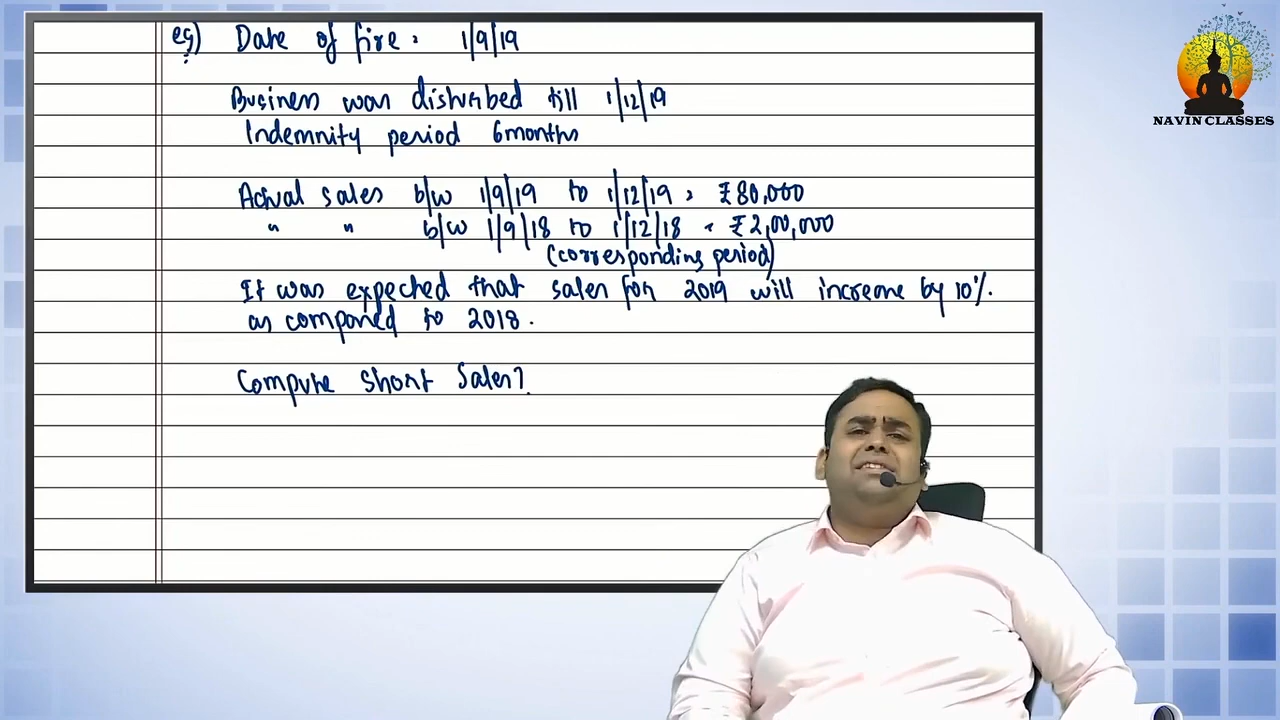 eg) Date of fire : 1/9/19
Business was disturbed till 1/12/19
Indemnity period 6 months
Actual sales b/w 1/9/19 to 1/12/19 = ₹80,000
" " b/w 1/9/18 to 1/12/18 = ₹2,00,000
(corresponding period)
It was expected that sales for 2019 will increase by 10%
as compared to 2018.
Compute Short Sales?
NAVIN CLASSES